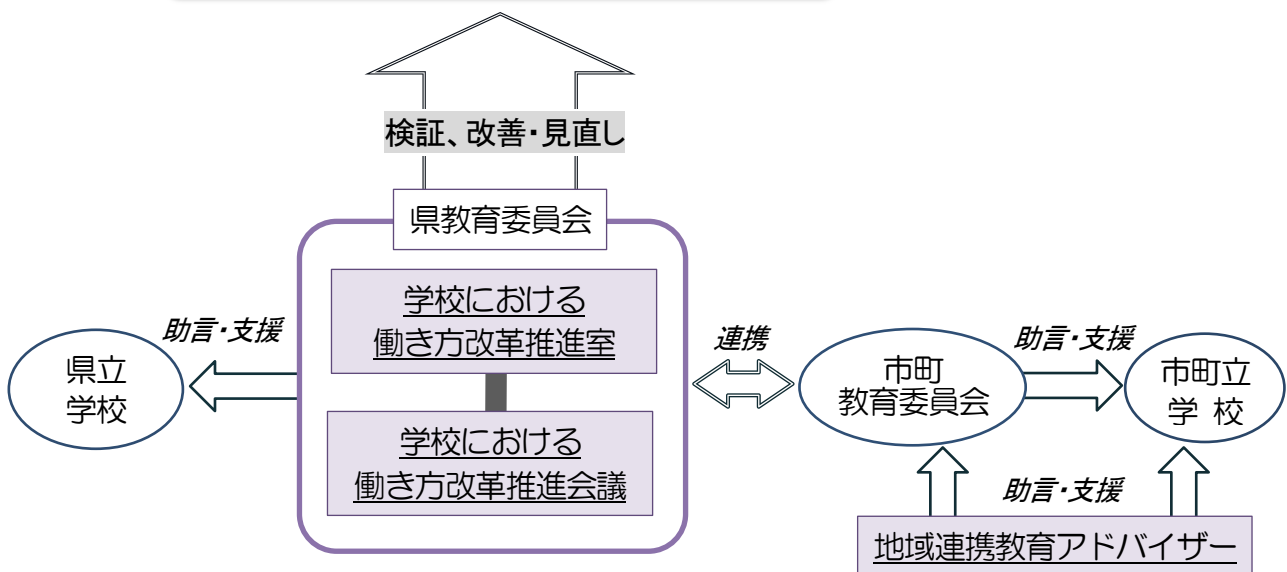 検証、改善・見直し
県教育委員会
学校における
働き方改革推進室
学校における
働き方改革推進会議
助言・支援
県立
学校
連携
市町
教育委員会
助言・支援
市町立
学 校
助言・支援
地域連携教育アドバイザー